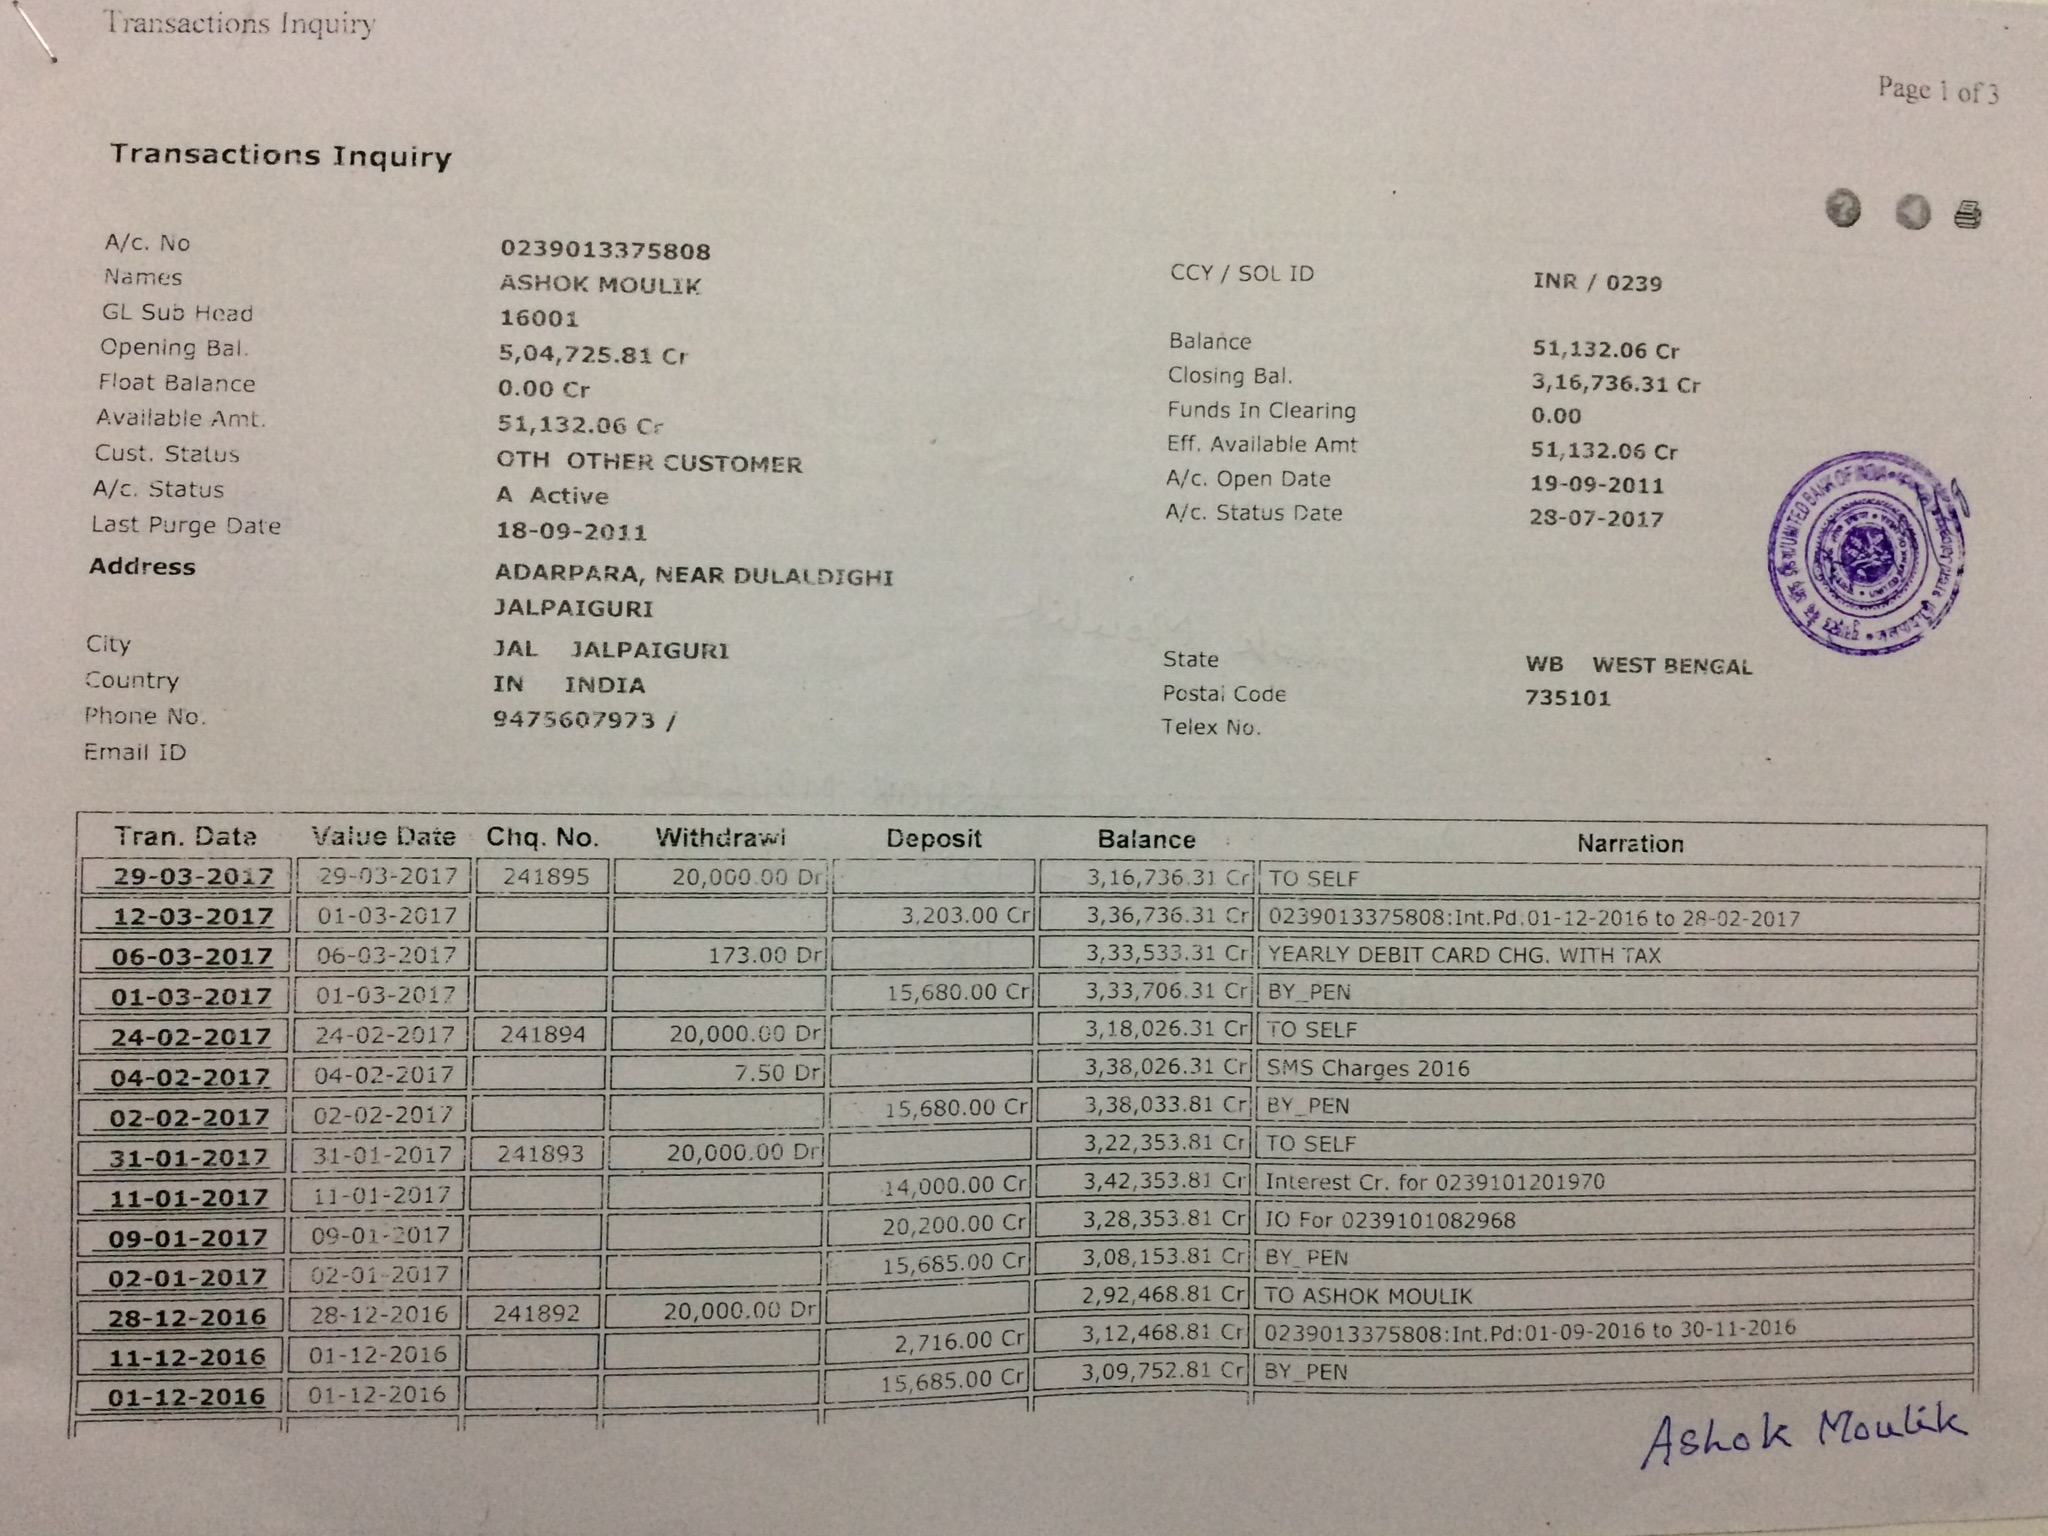 Transactions Inquiry
Page 1 of 3
Transactions Inquiry
A/c. No 0239013375808
Names ASHOK MOULIK CCY / SOL ID INR / 0239
GL Sub Head 16001
Opening Bal. 5,04,725.81 Cr Balance 51,132.06 Cr
Float Balance 0.00 Cr Closing Bal. 3,16,736.31 Cr
Available Amt. 51,132.06 Cr Funds In Clearing 0.00
Cust. Status OTH OTHER CUSTOMER Eff. Available Amt 51,132.06 Cr
A/c. Status A Active A/c. Open Date 19-09-2011
Last Purge Date 18-09-2011 A/c. Status Date 28-07-2017
UNITED BANK OF INDIA
Address ADARPARA, NEAR DULALDIGHI
JALPAIGURI
City JAL JALPAIGURI State WB WEST BENGAL
Country IN INDIA Postal Code 735101
Phone No. 9475607973 / Telex No.
Email ID
Tran. Date Value Date Chq. No. Withdrawl Deposit Balance Narration
29-03-2017 29-03-2017 241895 20,000.00 Dr 3,16,736.31 Cr TO SELF
12-03-2017 01-03-2017 3,203.00 Cr 3,36,736.31 Cr 0239013375808:Int.Pd:01-12-2016 to 28-02-2017
06-03-2017 06-03-2017 173.00 Dr 3,33,533.31 Cr YEARLY DEBIT CARD CHG. WITH TAX
01-03-2017 01-03-2017 15,680.00 Cr 3,33,706.31 Cr BY_PEN
24-02-2017 24-02-2017 241894 20,000.00 Dr 3,18,026.31 Cr TO SELF
04-02-2017 04-02-2017 7.50 Dr 3,38,026.31 Cr SMS Charges 2016
02-02-2017 02-02-2017 15,680.00 Cr 3,38,033.81 Cr BY_PEN
31-01-2017 31-01-2017 241893 20,000.00 Dr 3,22,353.81 Cr TO SELF
11-01-2017 11-01-2017 14,000.00 Cr 3,42,353.81 Cr Interest Cr. for 0239101201970
09-01-2017 09-01-2017 20,200.00 Cr 3,28,353.81 Cr IO For 0239101082968
02-01-2017 02-01-2017 15,685.00 Cr 3,08,153.81 Cr BY_PEN
28-12-2016 28-12-2016 241892 20,000.00 Dr 2,92,468.81 Cr TO ASHOK MOULIK
11-12-2016 01-12-2016 2,716.00 Cr 3,12,468.81 Cr 0239013375808:Int.Pd:01-09-2016 to 30-11-2016
01-12-2016 01-12-2016 15,685.00 Cr 3,09,752.81 Cr BY_PEN
Ashok Moulik